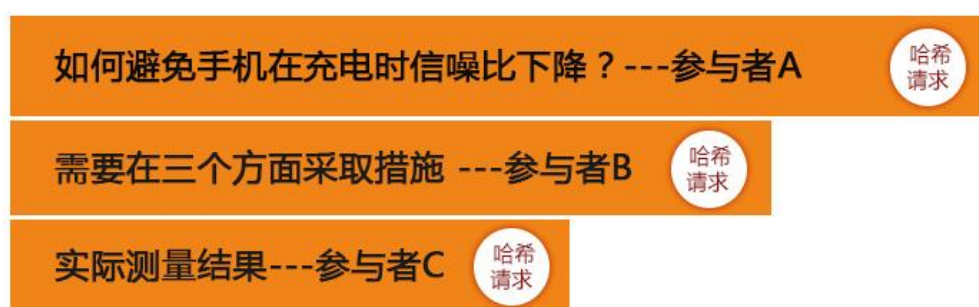 如何避免手机在充电时信噪比下降？---参与者A
哈希
请求
需要在三个方面采取措施 ---参与者B
哈希
请求
实际测量结果---参与者C
哈希
请求